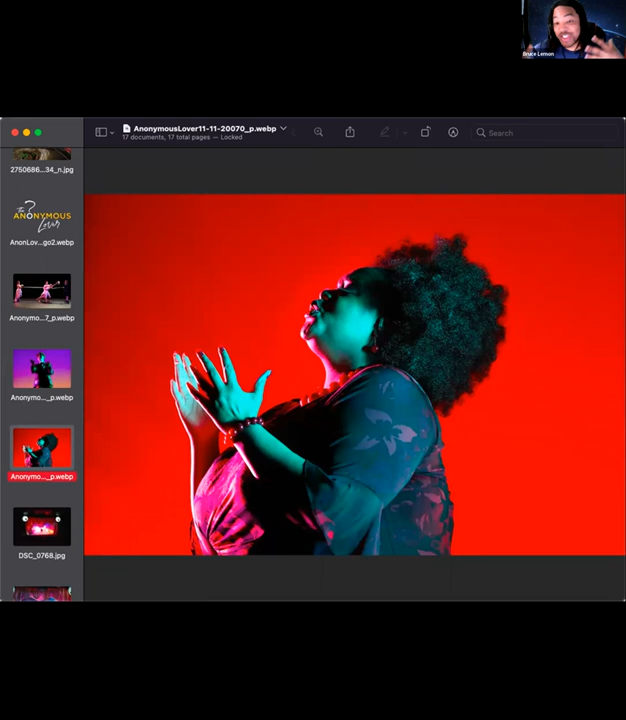 Bruce Lemon
AnonymousLover11-11-20070_p.webp
17 documents, 17 total pages — Locked
Search
2750686...34_n.jpg
The
ANONYMOUS
Lover
AnonLov...go2.webp
Anonymo...7_p.webp
Anonymo..._p.webp
Anonymo..._p.webp
DSC_0768.jpg